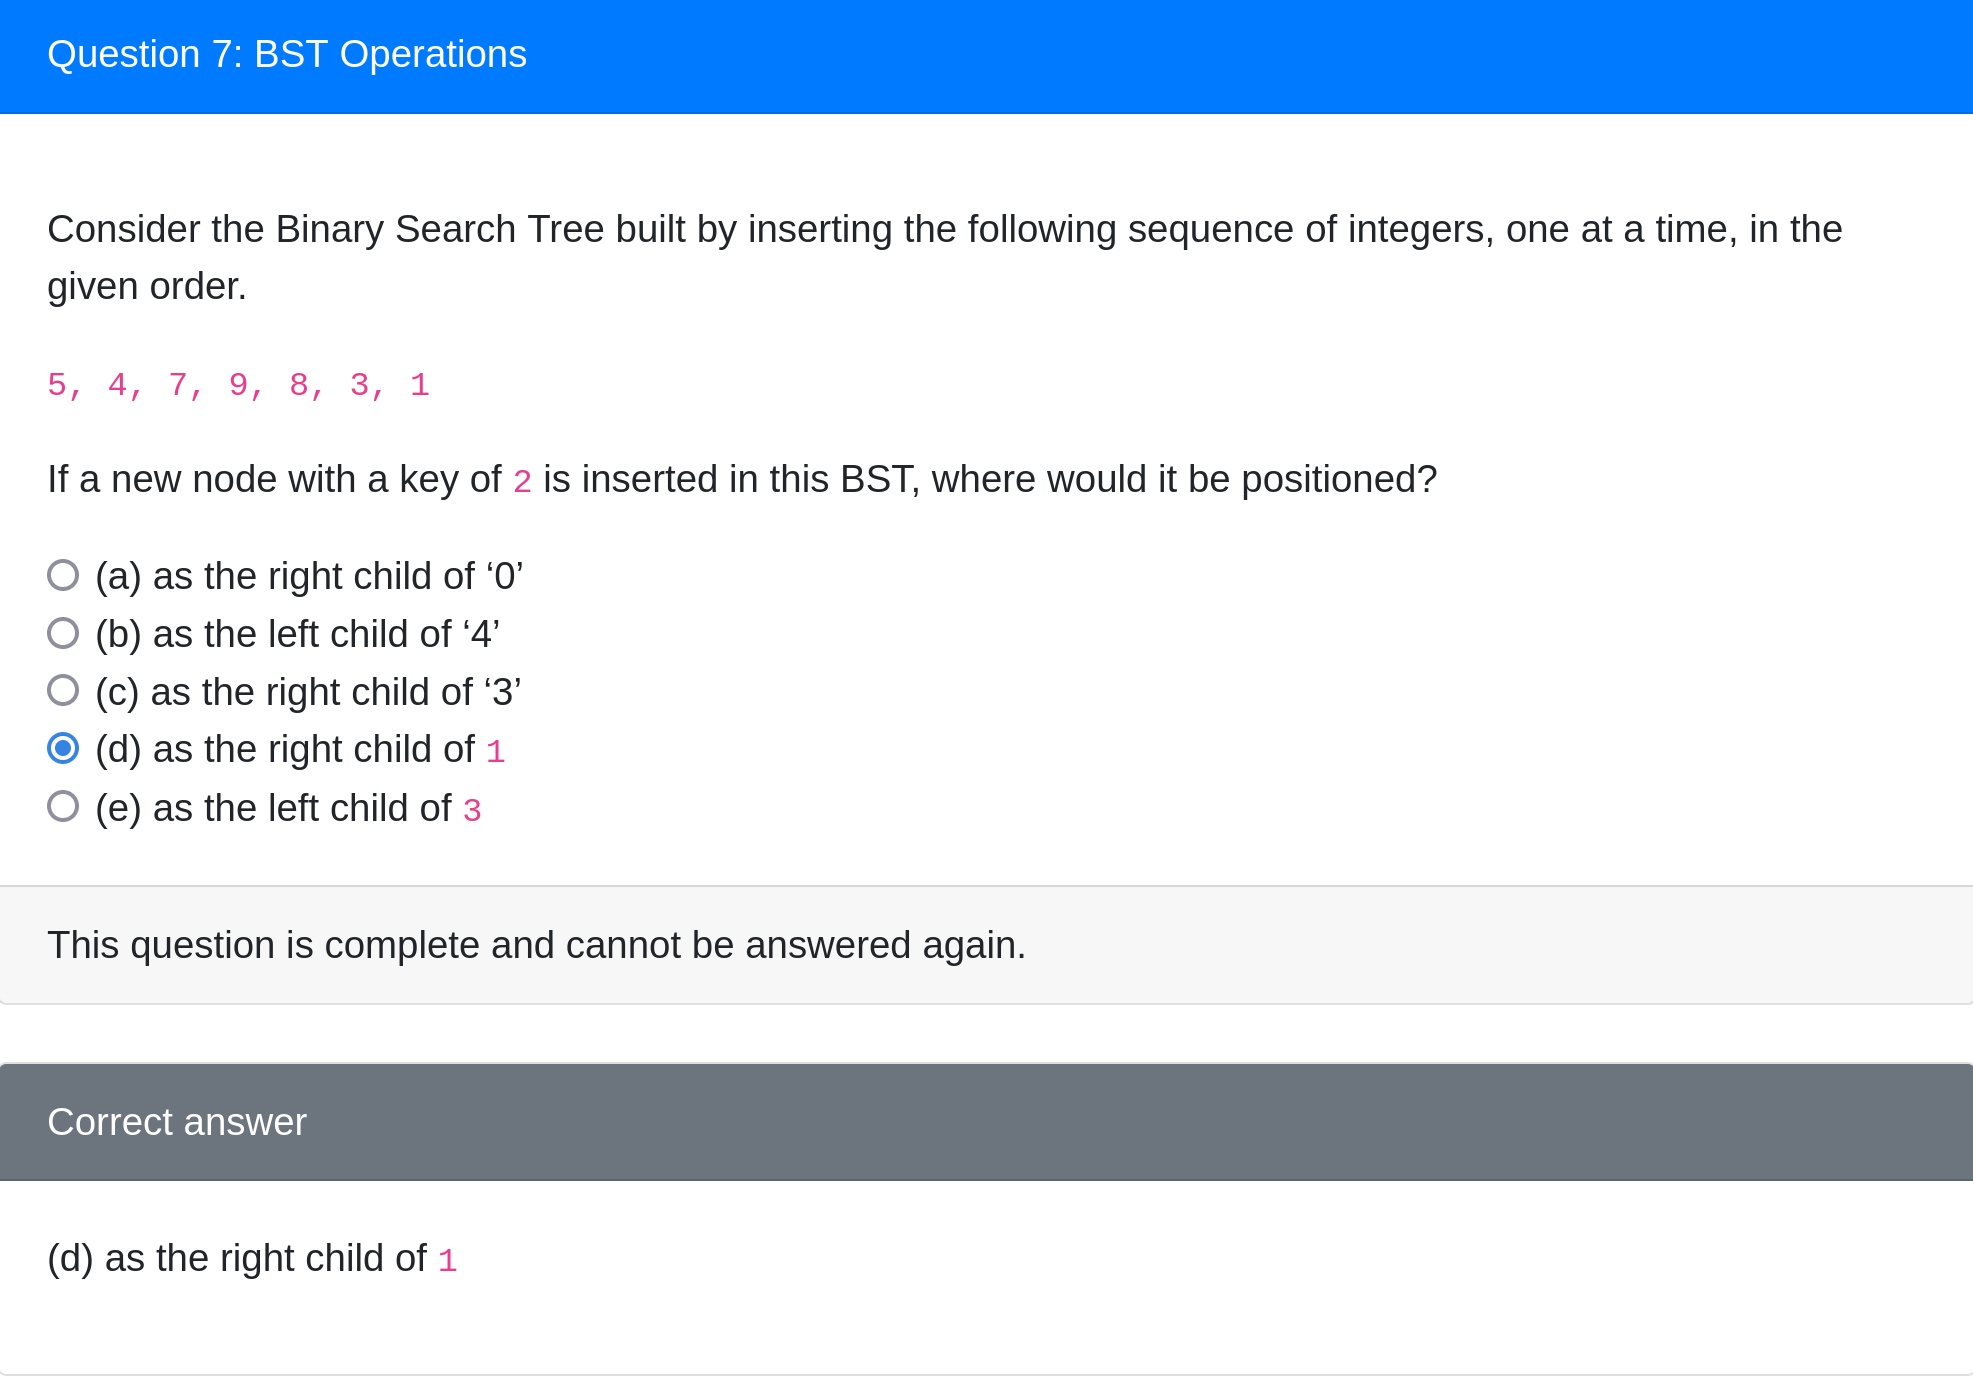 Question 7: BST Operations
Consider the Binary Search Tree built by inserting the following sequence of integers, one at a time, in the
given order.
5, 4, 7, 9, 8, 3, 1
If a new node with a key of 2 is inserted in this BST, where would it be positioned?
(a) as the right child of ‘0’
(b) as the left child of ‘4’
(c) as the right child of ‘3’
(d) as the right child of 1
(e) as the left child of 3
This question is complete and cannot be answered again.
Correct answer
(d) as the right child of 1